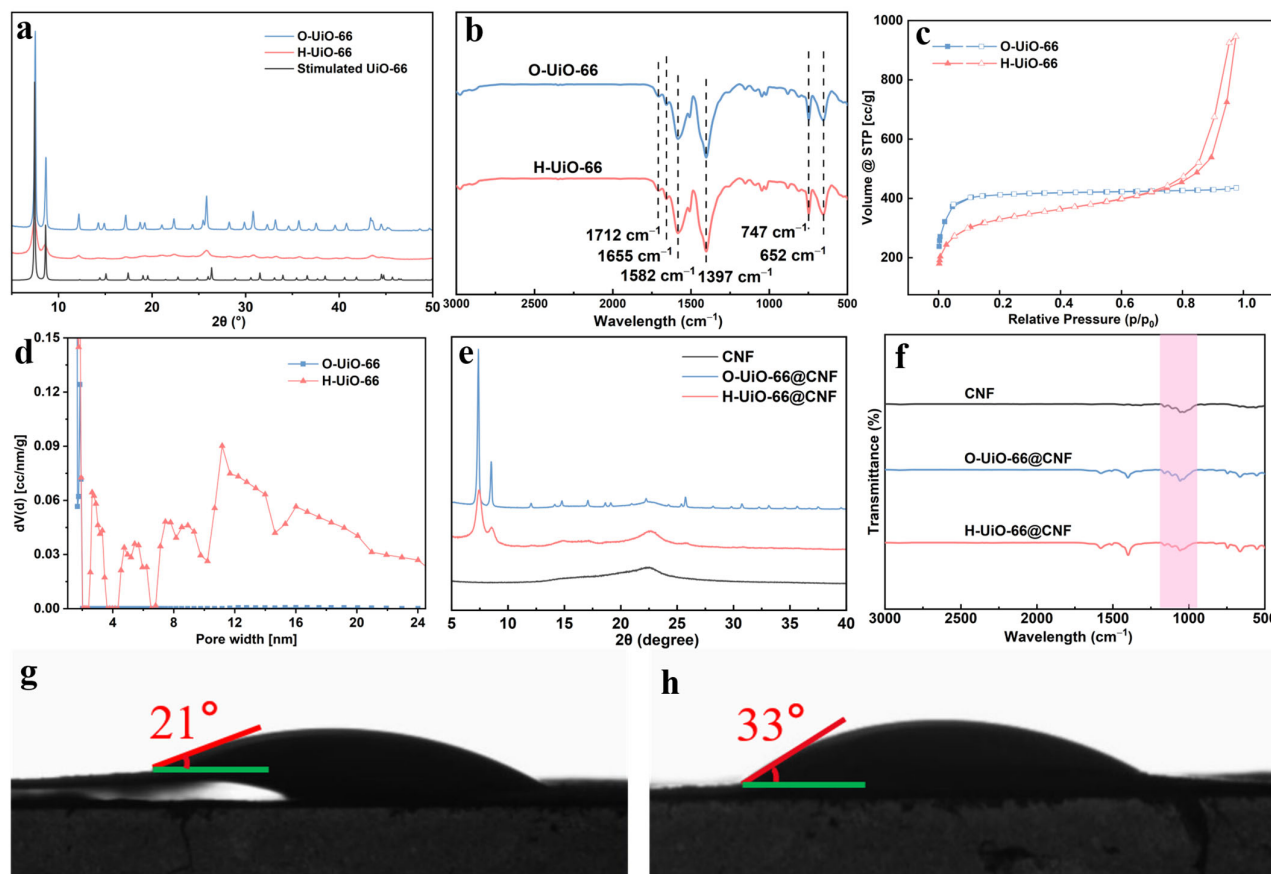 a
O-UiO-66
H-UiO-66
Stimulated UiO-66
10 20 30 40 50
2θ (°)
b
O-UiO-66
H-UiO-66
1712 cm⁻¹
1655 cm⁻¹
1582 cm⁻¹
1397 cm⁻¹
747 cm⁻¹
652 cm⁻¹
3000 2500 2000 1500 1000 500
Wavelength (cm⁻¹)
c
O-UiO-66
H-UiO-66
Volume @ STP [cc/g]
1000
800
600
400
200
0.0 0.2 0.4 0.6 0.8 1.0
Relative Pressure (p/p₀)
d
O-UiO-66
H-UiO-66
dV(d) [cc/nm/g]
0.15
0.12
0.09
0.06
0.03
0.00
4 8 12 16 20 24
Pore width [nm]
e
CNF
O-UiO-66@CNF
H-UiO-66@CNF
5 10 15 20 25 30 35 40
2θ (degree)
f
CNF
O-UiO-66@CNF
H-UiO-66@CNF
Transmittance (%)
3000 2500 2000 1500 1000 500
Wavelength (cm⁻¹)
g
21°
h
33°